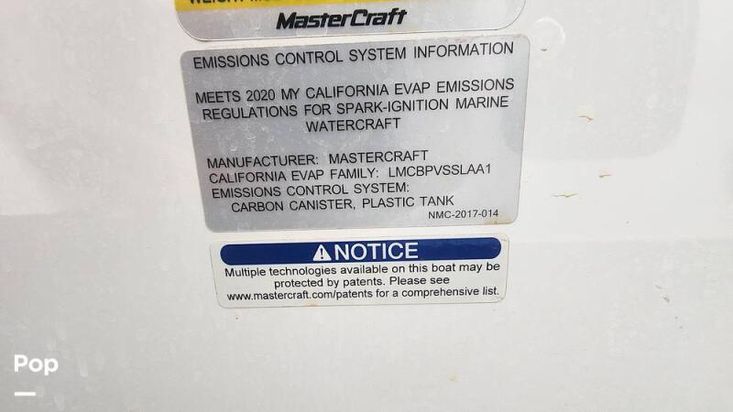 MasterCraft
EMISSIONS CONTROL SYSTEM INFORMATION
MEETS 2020 MY CALIFORNIA EVAP EMISSIONS
REGULATIONS FOR SPARK-IGNITION MARINE
WATERCRAFT
MANUFACTURER: MASTERCRAFT
CALIFORNIA EVAP FAMILY: LMCBPVSSLAA1
EMISSIONS CONTROL SYSTEM:
CARBON CANISTER, PLASTIC TANK
NMC-2017-014
NOTICE
Multiple technologies available on this boat may be
protected by patents. Please see
www.mastercraft.com/patents for a comprehensive list.
Pop